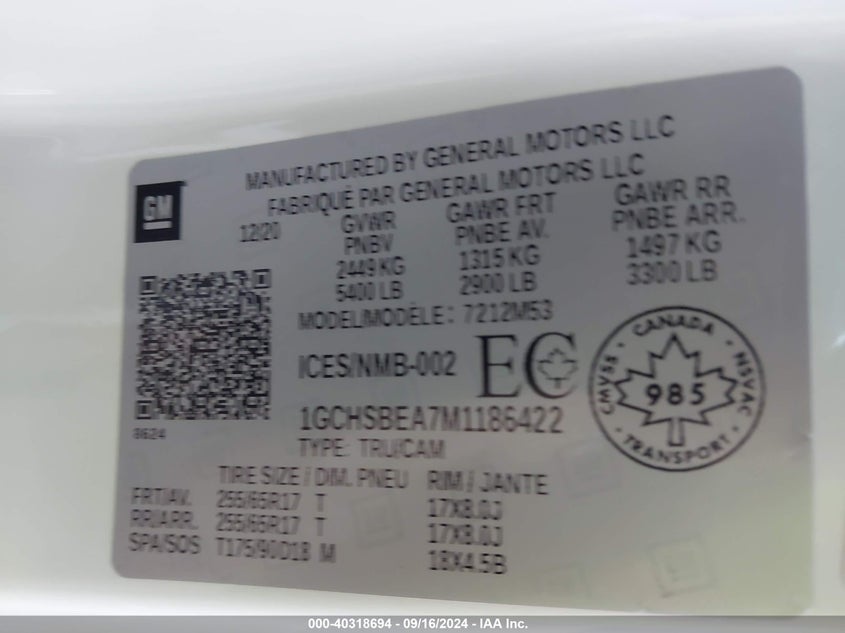 MANUFACTURED BY GENERAL MOTORS LLC
FABRIQUÉ PAR GENERAL MOTORS LLC
GM
12/20
GVWR GAWR FRT GAWR RR
PNBV PNBE AV. PNBE ARR.
2449 KG 1315 KG 1497 KG
5400 LB 2900 LB 3300 LB
MODEL/MODÈLE: 7212M53
ICES/NMB-002 EC
CANADA
CMVSS 985 NSVAC
TRANSPORT
1GCHSBEA7M1186422
8624
TYPE: TRU/CAM
TIRE SIZE / DIM. PNEU RIM / JANTE
FRT/AV. 255/65R17 T 17X8.0J
RR/ARR. 255/65R17 T 17X8.0J
SPA/SOS T175/90D18 M 18X4.5B
000-40318694 - 09/16/2024 - IAA Inc.